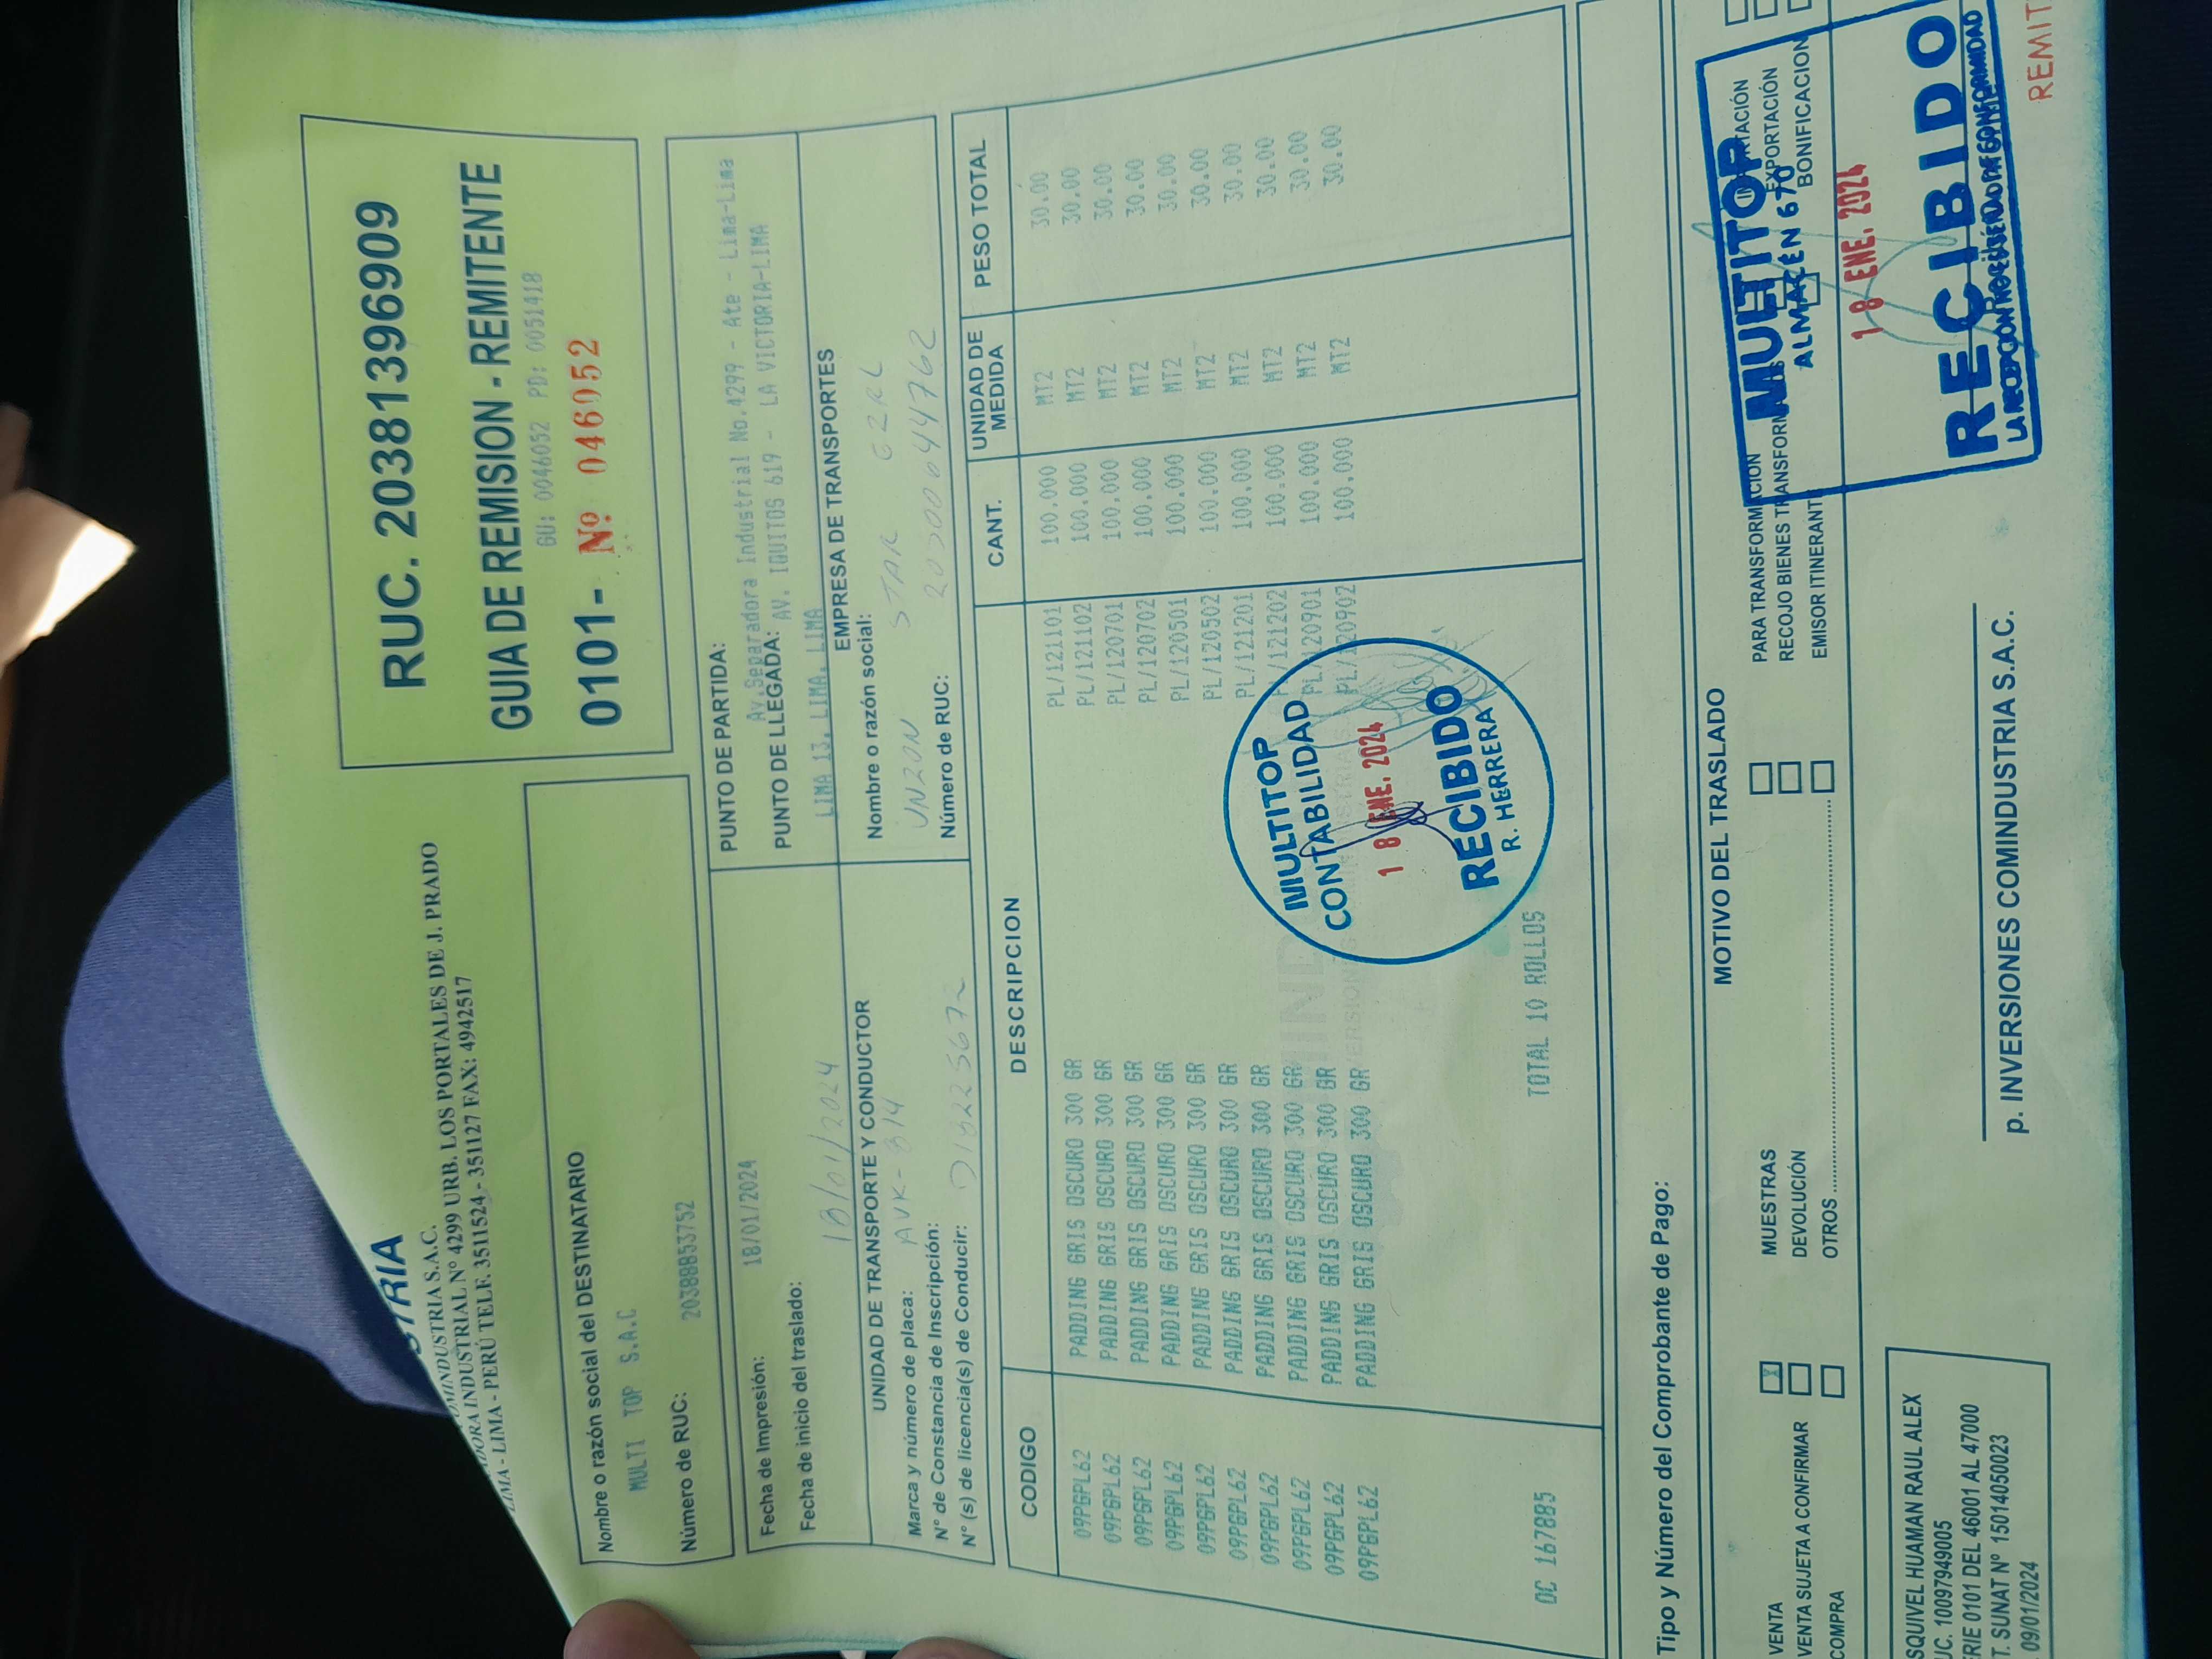 STRIA
OMINDUSTRIA S.A.C.
ADORA INDUSTRIAL N° 4299 URB. LOS PORTALES DE J. PRADO
LIMA - LIMA - PERÚ TELF. 3511524 - 351127 FAX: 4942517
RUC. 20381396909
GUIA DE REMISION - REMITENTE
GU: 0046052 PD: 0051418
0101- Nº 046052
Nombre o razón social del DESTINATARIO
MULTI TOP S.A.C
Número de RUC: 20388853752
Fecha de Impresión: 18/01/2024
Fecha de inicio del traslado:
18/01/2024
PUNTO DE PARTIDA:
Av.Separadora Industrial No.4299 - Ate - Lima-Lima
PUNTO DE LLEGADA: AV. IQUITOS 619 - LA VICTORIA-LIMA
LIMA 13, LIMA, LIMA
UNIDAD DE TRANSPORTE Y CONDUCTOR
Marca y número de placa: AVK-814
N° de Constancia de Inscripción:
N° (s) de licencia(s) de Conducir:
EMPRESA DE TRANSPORTES
Nombre o razón social:
STAR
Número de RUC:
CODIGO DESCRIPCION CANT. UNIDAD DE MEDIDA PESO TOTAL
09PGPL62 PADDING GRIS OSCURO 300 GR PL/121101 100.000 MT2 30.00
09PGPL62 PADDING GRIS OSCURO 300 GR PL/121102 100.000 MT2 30.00
09PGPL62 PADDING GRIS OSCURO 300 GR PL/120701 100.000 MT2 30.00
09PGPL62 PADDING GRIS OSCURO 300 GR PL/120702 100.000 MT2 30.00
09PGPL62 PADDING GRIS OSCURO 300 GR PL/120501 100.000 MT2 30.00
09PGPL62 PADDING GRIS OSCURO 300 GR PL/120502 100.000 MT2 30.00
09PGPL62 PADDING GRIS OSCURO 300 GR PL/121201 100.000 MT2 30.00
09PGPL62 PADDING GRIS OSCURO 300 GR PL/121202 100.000 MT2 30.00
09PGPL62 PADDING GRIS OSCURO 300 GR PL/120901 100.000 MT2 30.00
09PGPL62 PADDING GRIS OSCURO 300 GR PL/120902 100.000 MT2 30.00
MULTITOP
CONTABILIDAD
18 ENE. 2024
RECIBIDO
R. HERRERA
OC 167885 TOTAL 10 ROLLOS
Tipo y Número del Comprobante de Pago:
MOTIVO DEL TRASLADO
VENTA X MUESTRAS PARA TRANSFORMACION
VENTA SUJETA A CONFIRMAR DEVOLUCIÓN RECOJO BIENES TRANSFORMADOS EXPORTACIÓN
COMPRA OTROS EMISOR ITINERANTE BONIFICACION
MULTITOP
ALMACÉN 670
18 ENE. 2024
RECIBIDO
SQUIVEL HUAMAN RAUL ALEX
UC. 10097949005
ERIE 0101 DEL 46001 AL 47000
T. SUNAT N° 15014050023
09/01/2024
p. INVERSIONES COMINDUSTRIA S.A.C.
REMIT